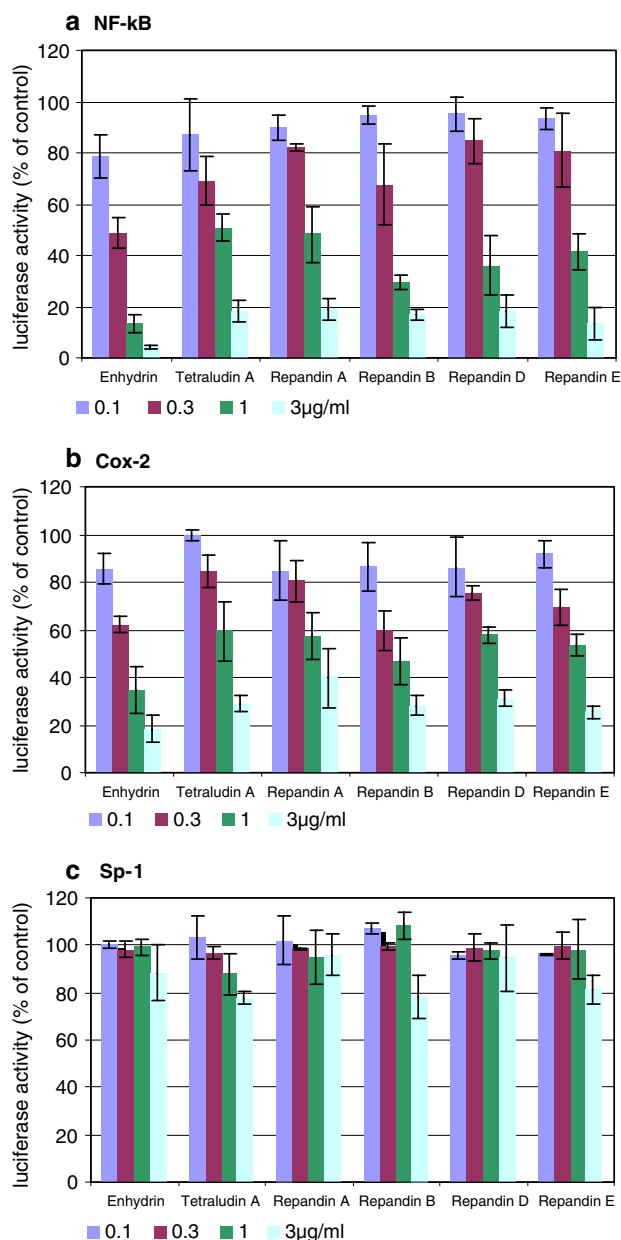 a NF-kB
luciferase activity (% of control)
120
100
80
60
40
20
0
Enhydrin Tetraludin A Repandin A Repandin B Repandin D Repandin E
0.1 0.3 1 3µg/ml
b Cox-2
luciferase activity (% of control)
120
100
80
60
40
20
0
Enhydrin Tetraludin A Repandin A Repandin B Repandin D Repandin E
0.1 0.3 1 3µg/ml
c Sp-1
luciferase activity (% of control)
120
100
80
60
40
20
0
Enhydrin Tetraludin A Repandin A Repandin B Repandin D Repandin E
0.1 0.3 1 3µg/ml